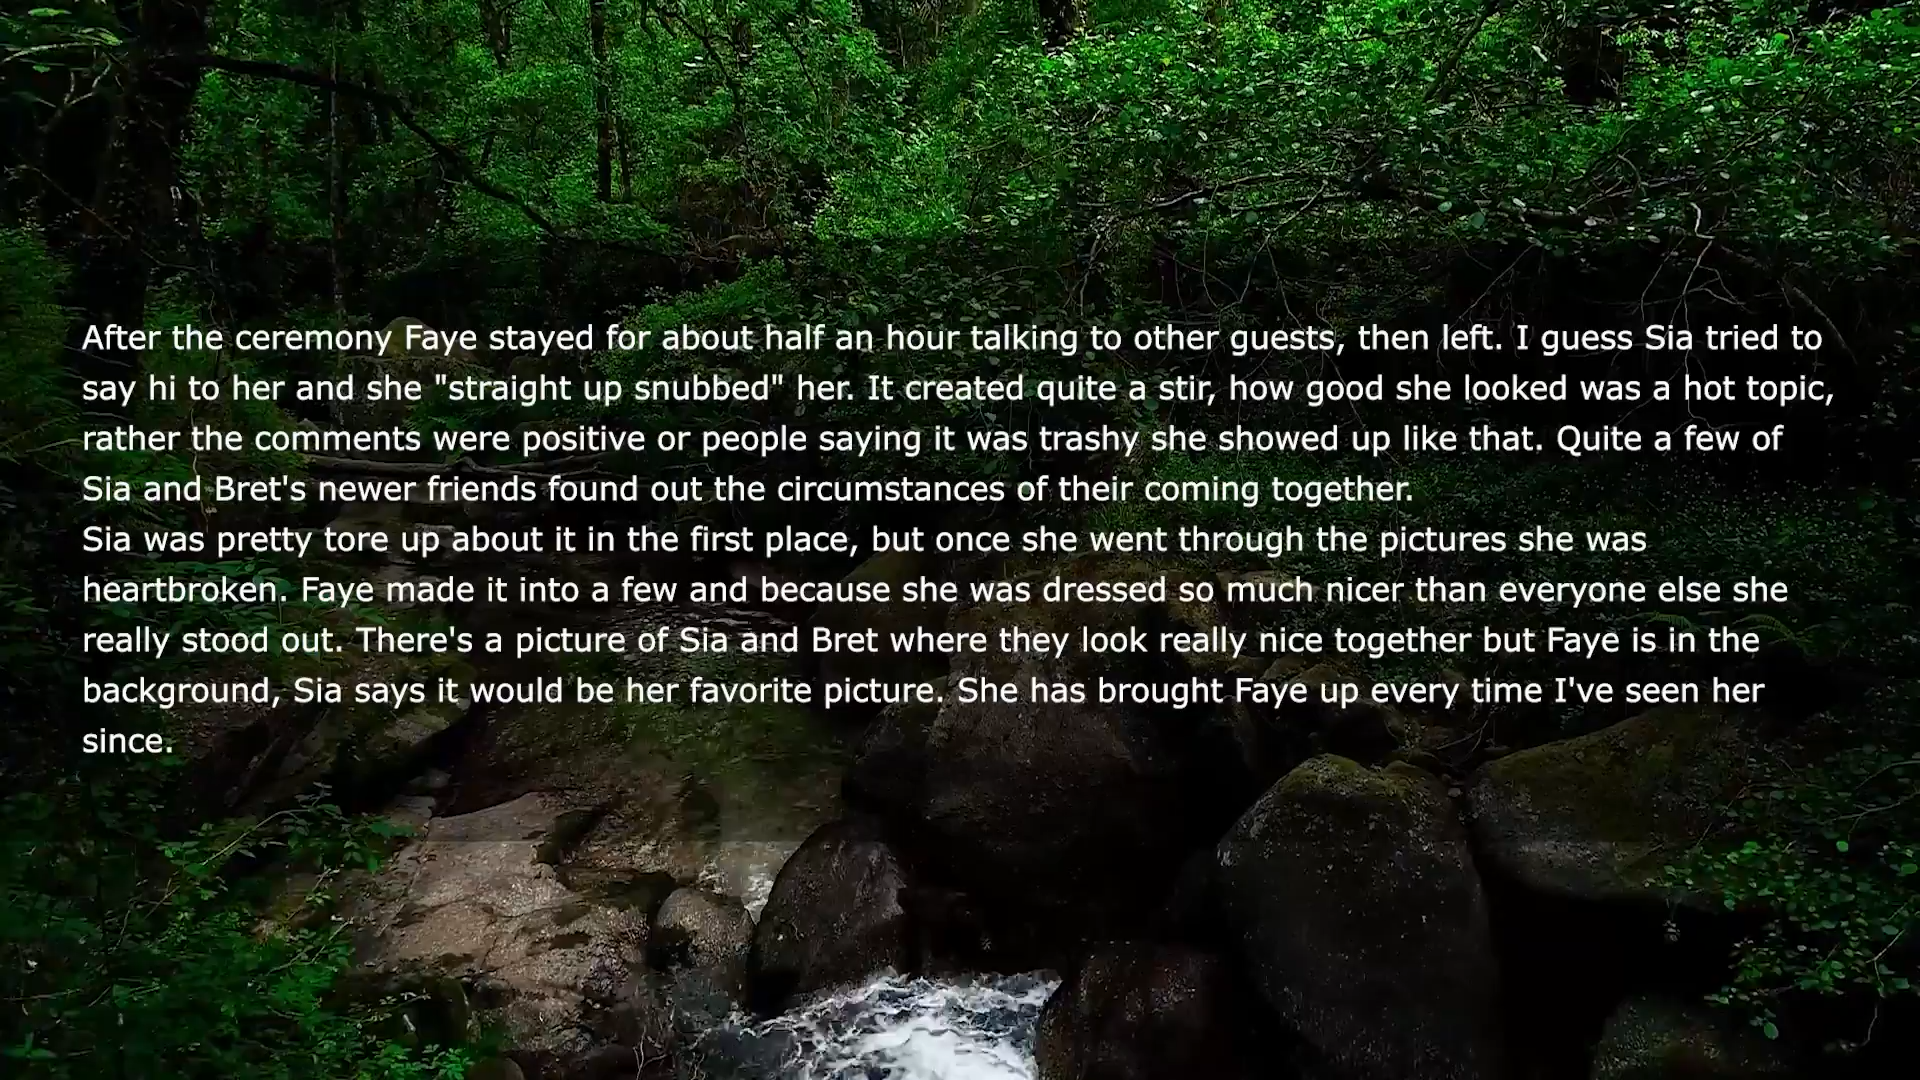 After the ceremony Faye stayed for about half an hour talking to other guests, then left. I guess Sia tried to
say hi to her and she "straight up snubbed" her. It created quite a stir, how good she looked was a hot topic,
rather the comments were positive or people saying it was trashy she showed up like that. Quite a few of
Sia and Bret's newer friends found out the circumstances of their coming together.
Sia was pretty tore up about it in the first place, but once she went through the pictures she was
heartbroken. Faye made it into a few and because she was dressed so much nicer than everyone else she
really stood out. There's a picture of Sia and Bret where they look really nice together but Faye is in the
background, Sia says it would be her favorite picture. She has brought Faye up every time I've seen her
since.